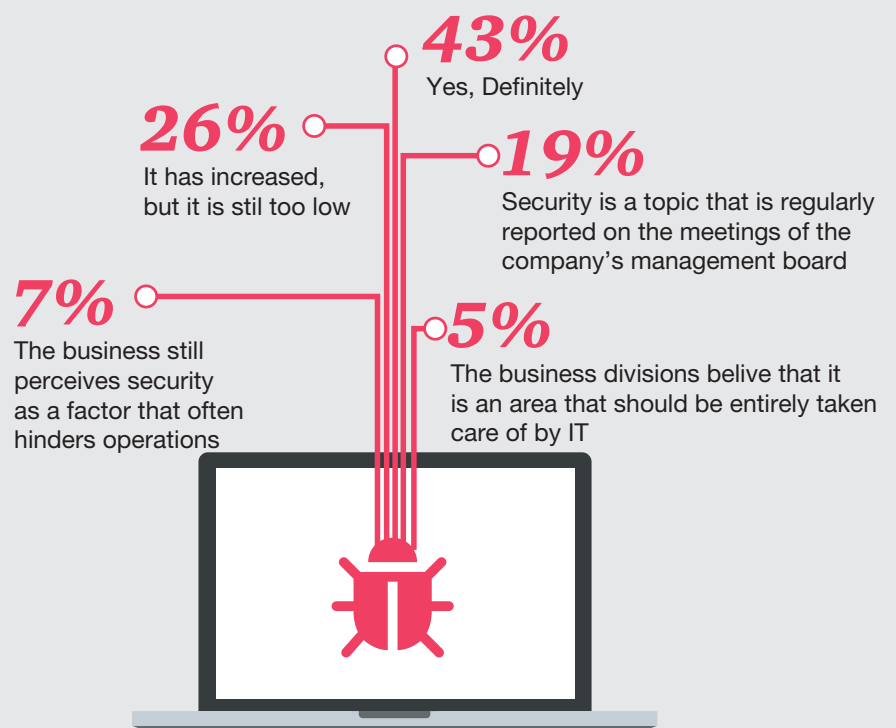 43%
Yes, Definitely
26%
It has increased,
but it is stil too low
19%
Security is a topic that is regularly
reported on the meetings of the
company’s management board
7%
The business still
perceives security
as a factor that often
hinders operations
5%
The business divisions belive that it
is an area that should be entirely taken
care of by IT